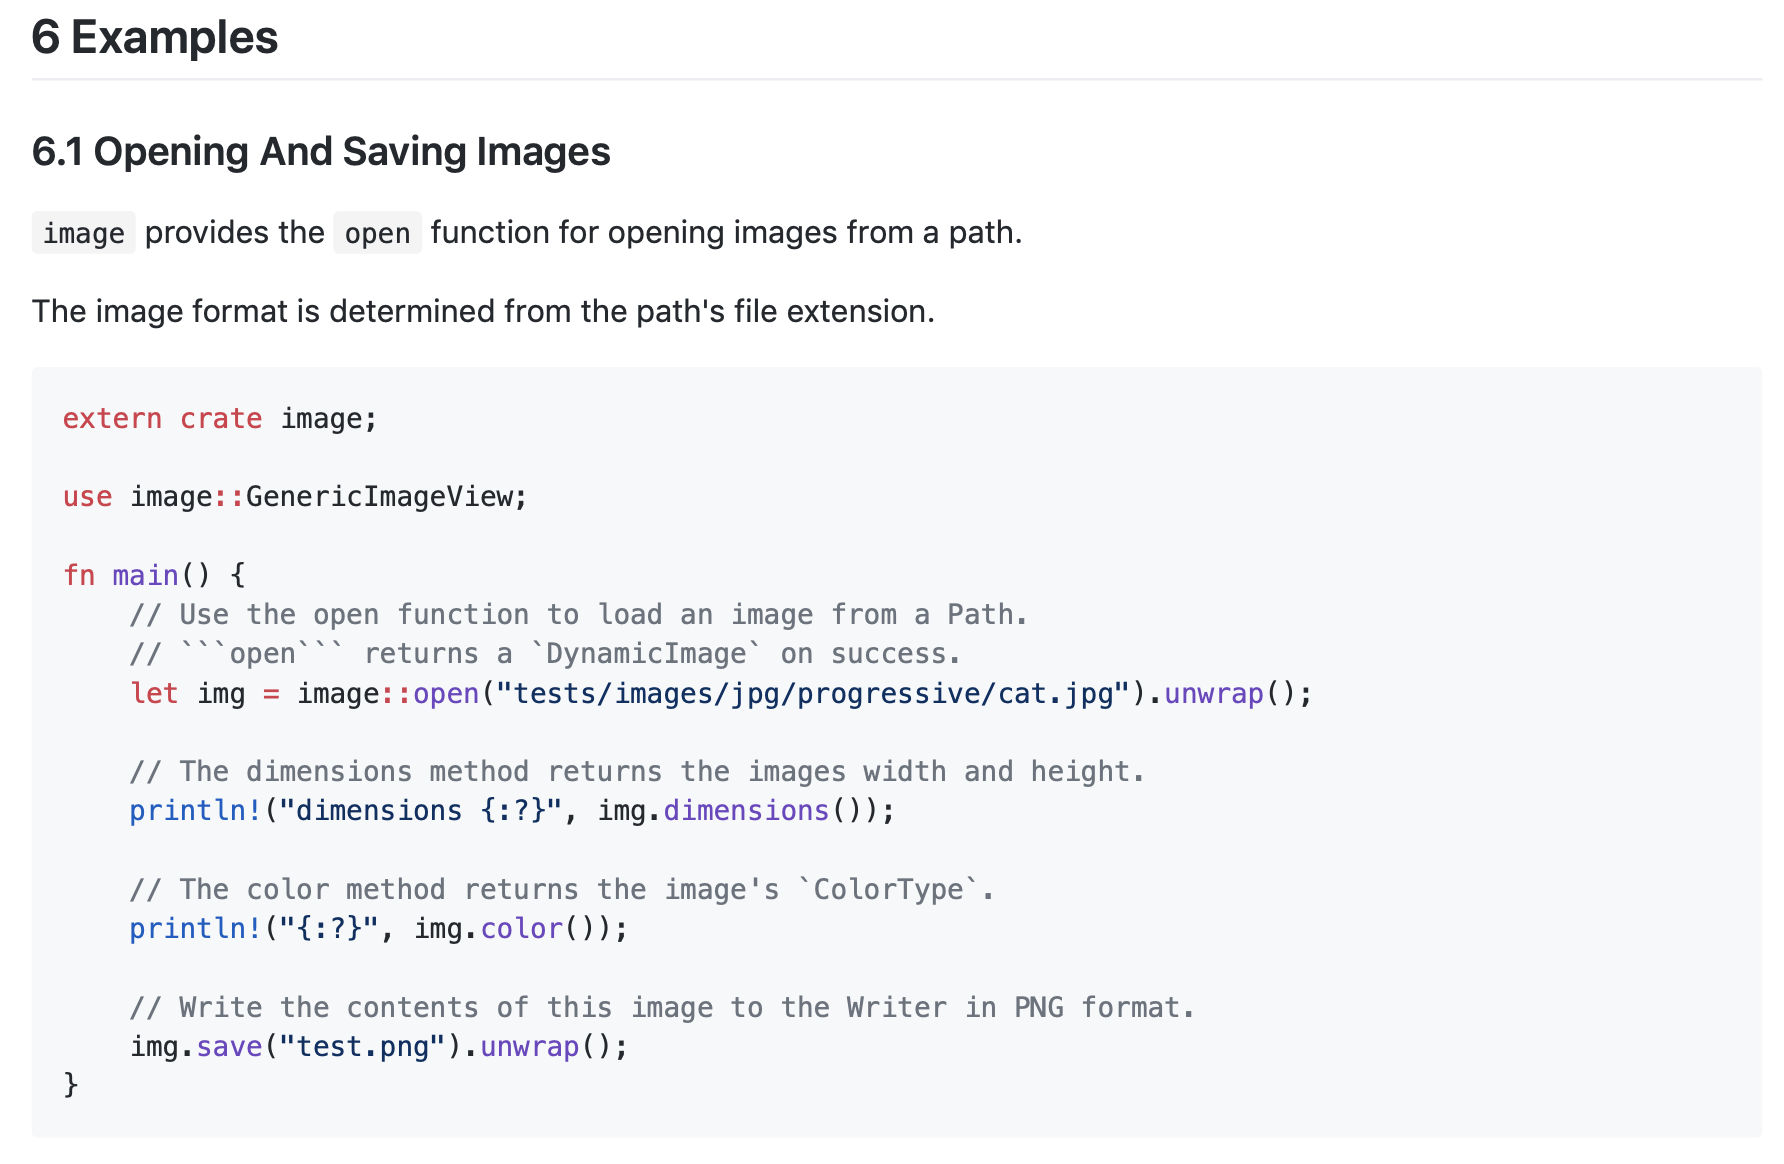 6 Examples
6.1 Opening And Saving Images
image provides the open function for opening images from a path.
The image format is determined from the path's file extension.
extern crate image;
use image::GenericImageView;
fn main() {
    // Use the open function to load an image from a Path.
    // ```open``` returns a `DynamicImage` on success.
    let img = image::open("tests/images/jpg/progressive/cat.jpg").unwrap();
    // The dimensions method returns the images width and height.
    println!("dimensions {:?}", img.dimensions());
    // The color method returns the image's `ColorType`.
    println!("{:?}", img.color());
    // Write the contents of this image to the Writer in PNG format.
    img.save("test.png").unwrap();
}